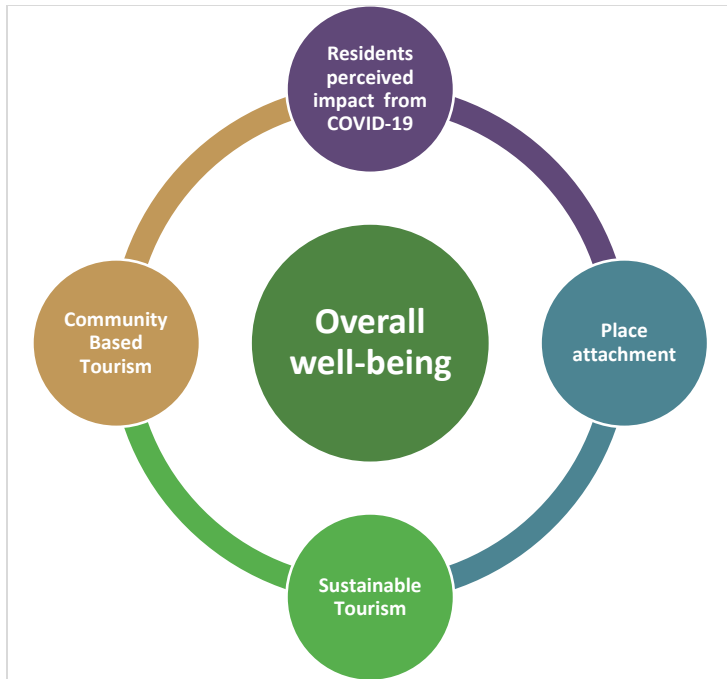 Residents
perceived
impact from
COVID-19
Community
Based
Tourism
Overall
well-being
Place
attachment
Sustainable
Tourism